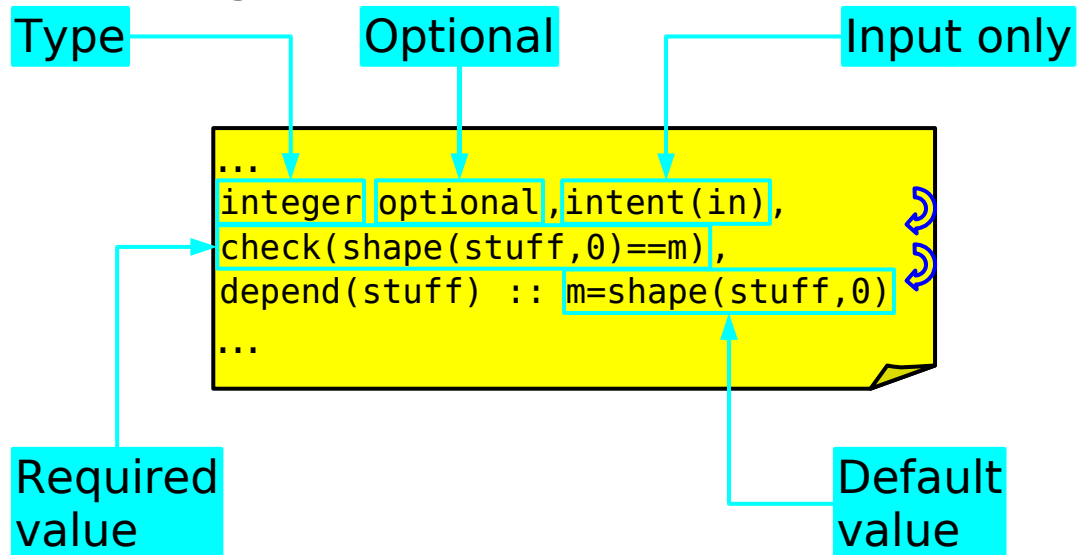 Type
Optional
Input only
...
integer optional,intent(in),
check(shape(stuff,0)==m),
depend(stuff) :: m=shape(stuff,0)
...
Required
value
Default
value